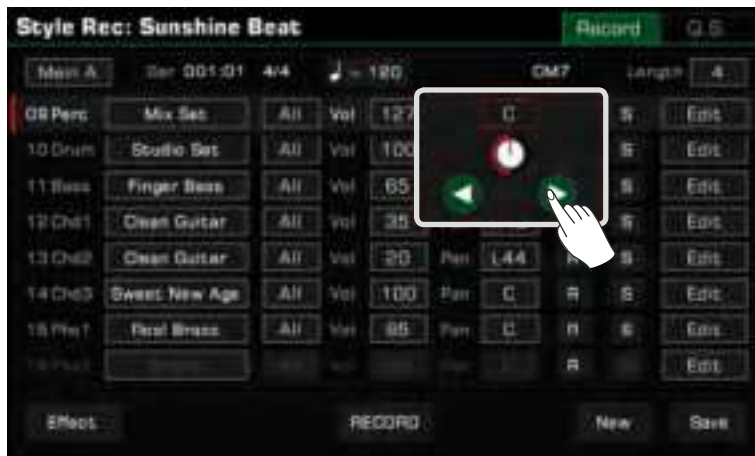 Style Rec: Sunshine Beat Record Q.S
Main A Bar 001:01 4/4 = 120 CM7 Length 4
09 Perc Mix Set All Vol 127 C S Edit
10 Drum Studio Set All Vol 100 S Edit
11 Bass Finger Bass All Vol 65 S Edit
12 Chd1 Clean Guitar All Vol 35 S Edit
13 Chd2 Clean Guitar All Vol 20 Pan L44 R S Edit
14 Chd3 Sweet New Age All Vol 100 Pan C R S Edit
15 Phs1 Real Brass All Vol 85 Pan C R S Edit
R Edit
Effect RECORD New Save